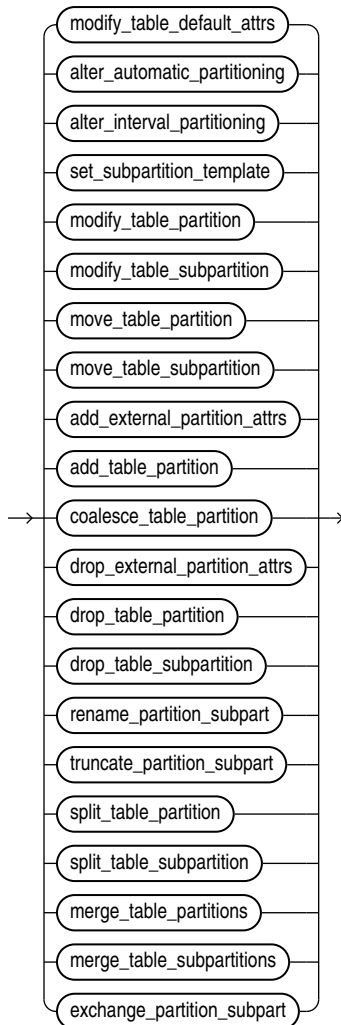 modify_table_default_attrs
alter_automatic_partitioning
alter_interval_partitioning
set_subpartition_template
modify_table_partition
modify_table_subpartition
move_table_partition
move_table_subpartition
add_external_partition_attrs
add_table_partition
coalesce_table_partition
drop_external_partition_attrs
drop_table_partition
drop_table_subpartition
rename_partition_subpart
truncate_partition_subpart
split_table_partition
split_table_subpartition
merge_table_partitions
merge_table_subpartitions
exchange_partition_subpart